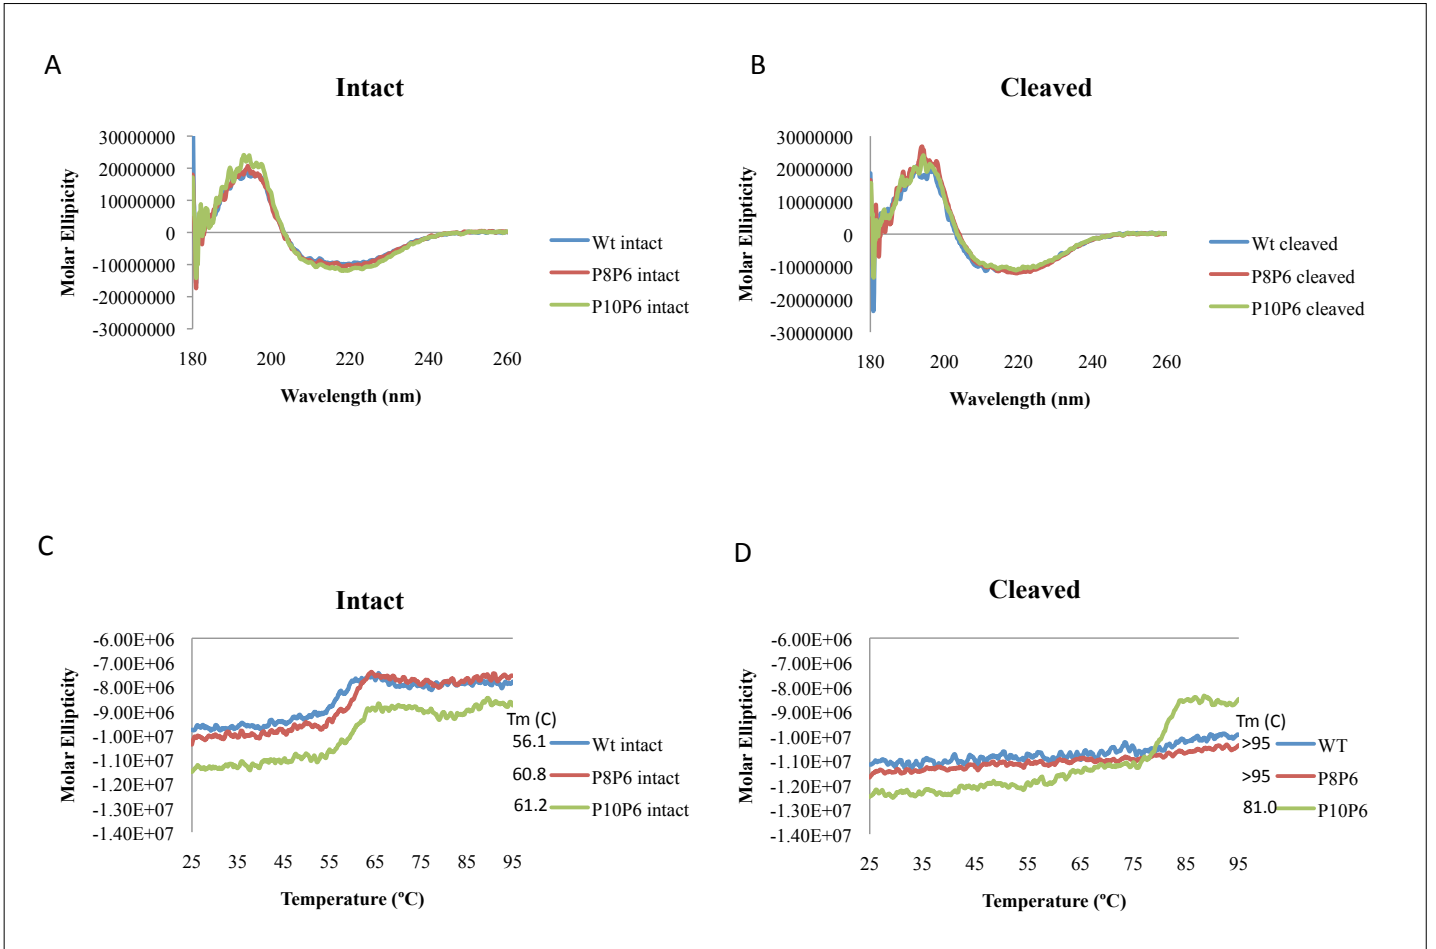 A
Intact
Molar Ellipicity
30000000
20000000
10000000
0
-10000000
-20000000
-30000000
180 200 220 240 260
Wavelength (nm)
Wt intact
P8P6 intact
P10P6 intact
B
Cleaved
Molar Ellipticity
30000000
20000000
10000000
0
-10000000
-20000000
-30000000
180 200 220 240 260
Wavelength (nm)
Wt cleaved
P8P6 cleaved
P10P6 cleaved
C
Intact
Molar Ellipticity
-6.00E+06
-7.00E+06
-8.00E+06
-9.00E+06
-1.00E+07
-1.10E+07
-1.20E+07
-1.30E+07
-1.40E+07
25 35 45 55 65 75 85 95
Temperature (°C)
Tm (C)
56.1 Wt intact
60.8 P8P6 intact
61.2 P10P6 intact
D
Cleaved
Molar Ellipticity
-6.00E+06
-7.00E+06
-8.00E+06
-9.00E+06
-1.00E+07
-1.10E+07
-1.20E+07
-1.30E+07
-1.40E+07
25 35 45 55 65 75 85 95
Temperature (°C)
Tm (C)
>95 WT
>95 P8P6
81.0 P10P6